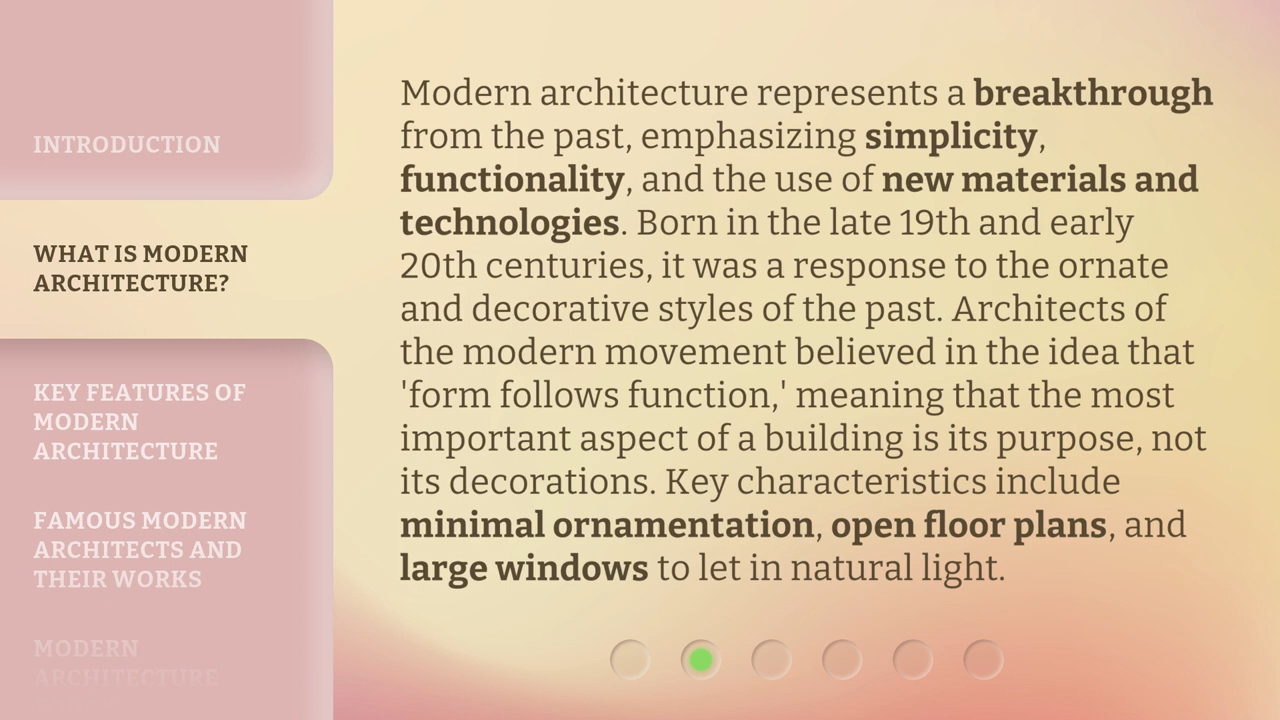 INTRODUCTION
WHAT IS MODERN
ARCHITECTURE?
KEY FEATURES OF
MODERN
ARCHITECTURE
FAMOUS MODERN
ARCHITECTS AND
THEIR WORKS
MODERN
ARCHITECTURE
Modern architecture represents a breakthrough
from the past, emphasizing simplicity,
functionality, and the use of new materials and
technologies. Born in the late 19th and early
20th centuries, it was a response to the ornate
and decorative styles of the past. Architects of
the modern movement believed in the idea that
'form follows function,' meaning that the most
important aspect of a building is its purpose, not
its decorations. Key characteristics include
minimal ornamentation, open floor plans, and
large windows to let in natural light.